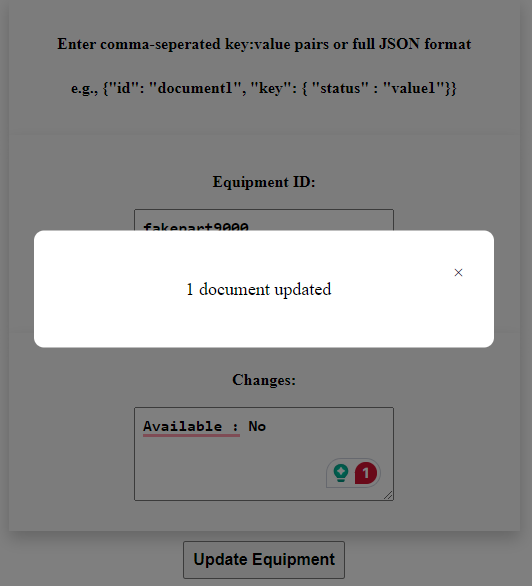 Enter comma-seperated key:value pairs or full JSON format
e.g., {"id": "document1", "key": { "status" : "value1"}}
Equipment ID:
fakepart9000
×
1 document updated
Changes:
Available : No
1
Update Equipment